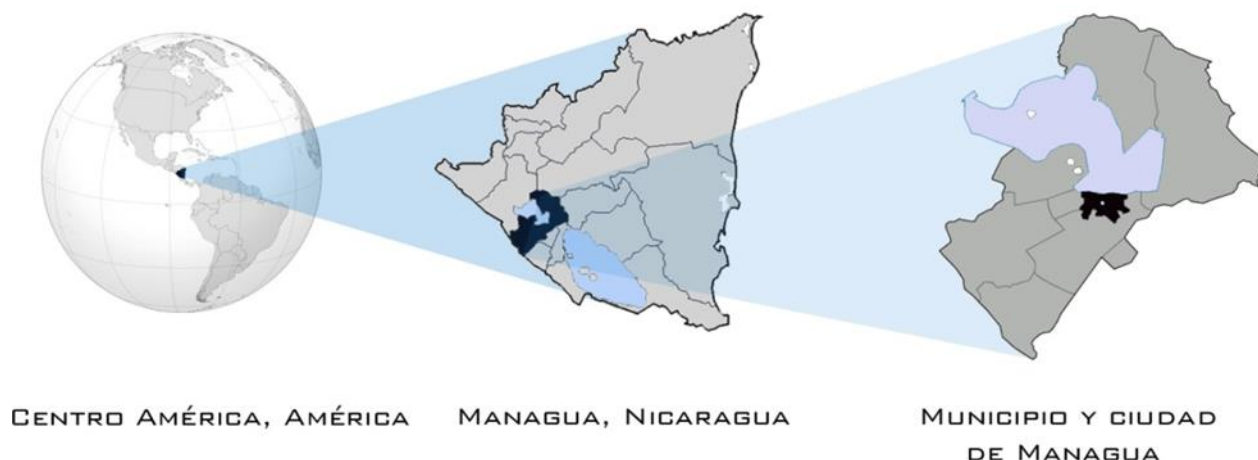 CENTRO AMÉRICA, AMÉRICA
MANAGUA, NICARAGUA
MUNICIPIO Y CIUDAD
DE MANAGUA